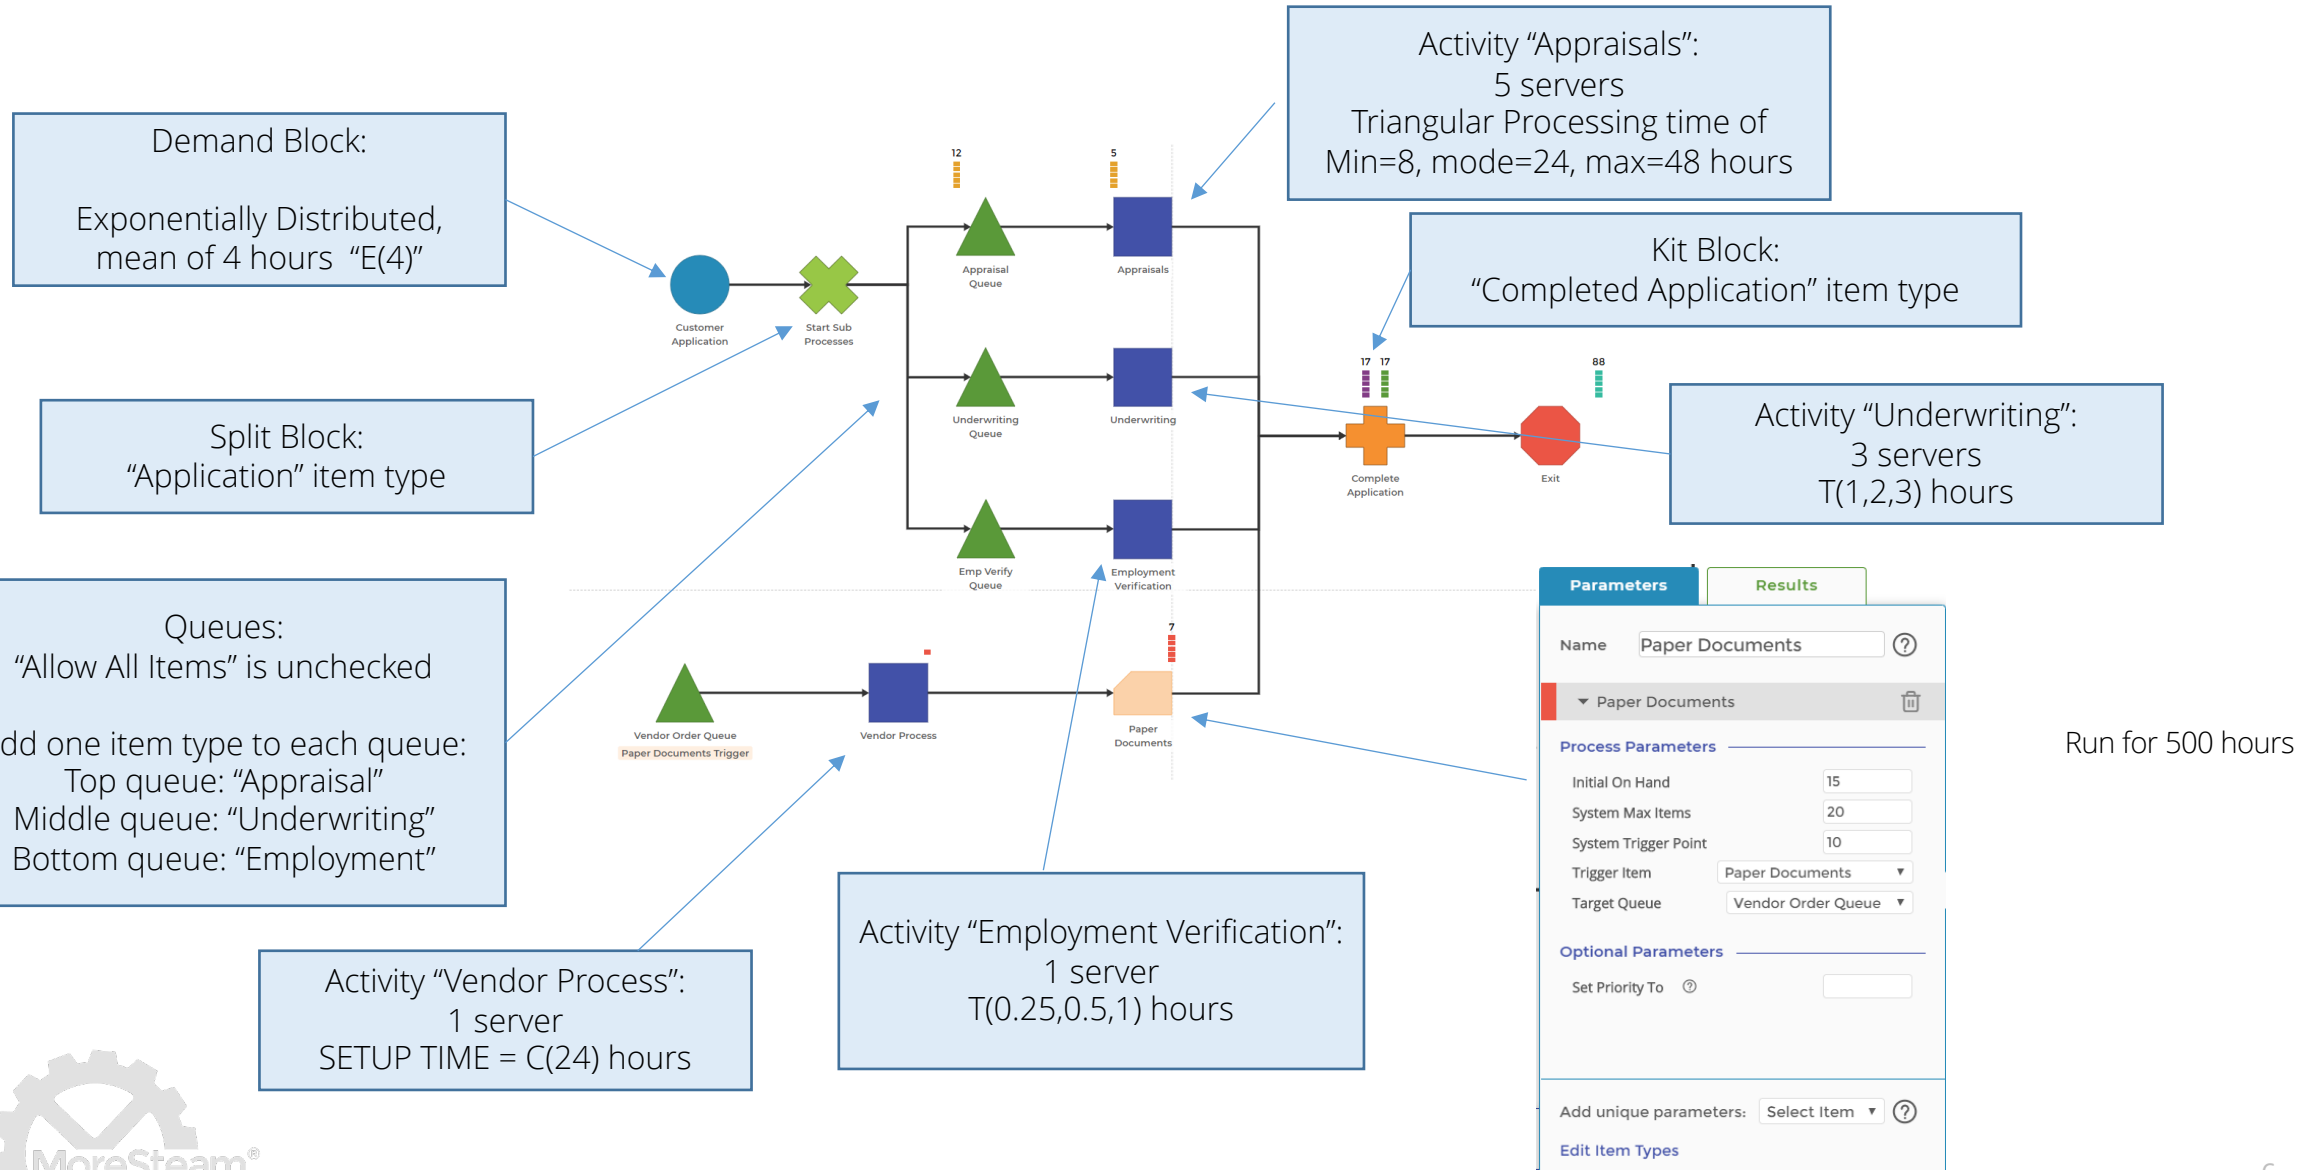 Activity “Appraisals”:
5 servers
Triangular Processing time of
Min=8, mode=24, max=48 hours
Demand Block:
Exponentially Distributed,
mean of 4 hours “E(4)”
12
5
Kit Block:
“Completed Application” item type
Appraisal
Queue
Appraisals
Customer
Application
Start Sub
Processes
17 17
88
Split Block:
“Application” item type
Underwriting
Queue
Underwriting
Activity “Underwriting”:
3 servers
T(1,2,3) hours
Complete
Application
Exit
Emp Verify
Queue
Employment
Verification
Queues:
“Allow All Items” is unchecked
dd one item type to each queue:
Top queue: “Appraisal”
Middle queue: “Underwriting”
Bottom queue: “Employment”
7
Vendor Order Queue
Paper Documents Trigger
Vendor Process
Paper
Documents
Parameters
Results
Name Paper Documents ?
Paper Documents
Process Parameters
Initial On Hand 15
System Max Items 20
System Trigger Point 10
Trigger Item Paper Documents
Target Queue Vendor Order Queue
Optional Parameters
Set Priority To ?
Add unique parameters: Select Item ?
Edit Item Types
Run for 500 hours
Activity “Employment Verification”:
1 server
T(0.25,0.5,1) hours
Activity “Vendor Process”:
1 server
SETUP TIME = C(24) hours
MoreSteam®